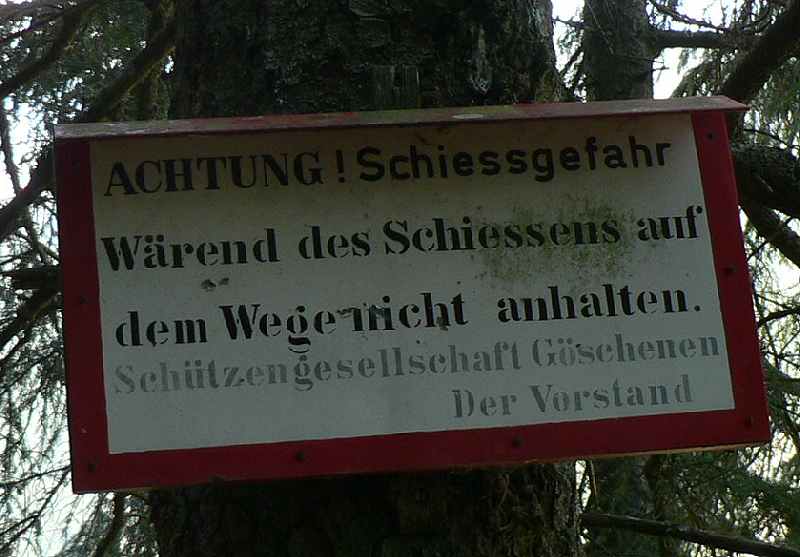 ACHTUNG! Schiessgefahr
Wärend des Schiessens auf
dem Wege nicht anhalten.
Schützengesellschaft Göschenen
Der Vorstand